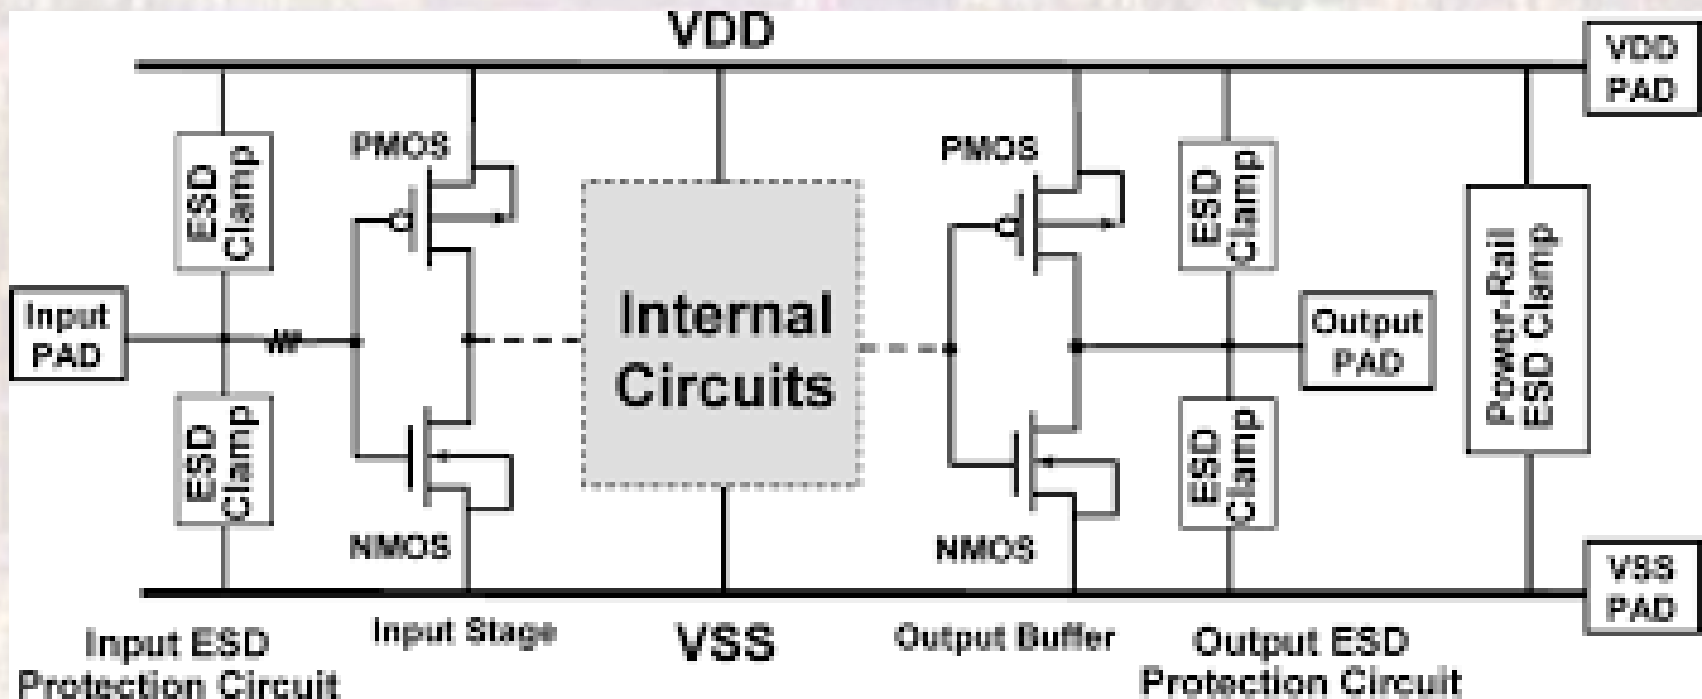 VDD
VDD
PAD
PMOS
PMOS
ESD
Clamp
ESD
Clamp
Input
PAD
Internal
Circuits
Output
PAD
Power-Rail
ESD Clamp
ESD
Clamp
ESD
Clamp
NMOS
NMOS
VSS
PAD
Input ESD
Protection Circuit
Input Stage
VSS
Output Buffer
Output ESD
Protection Circuit